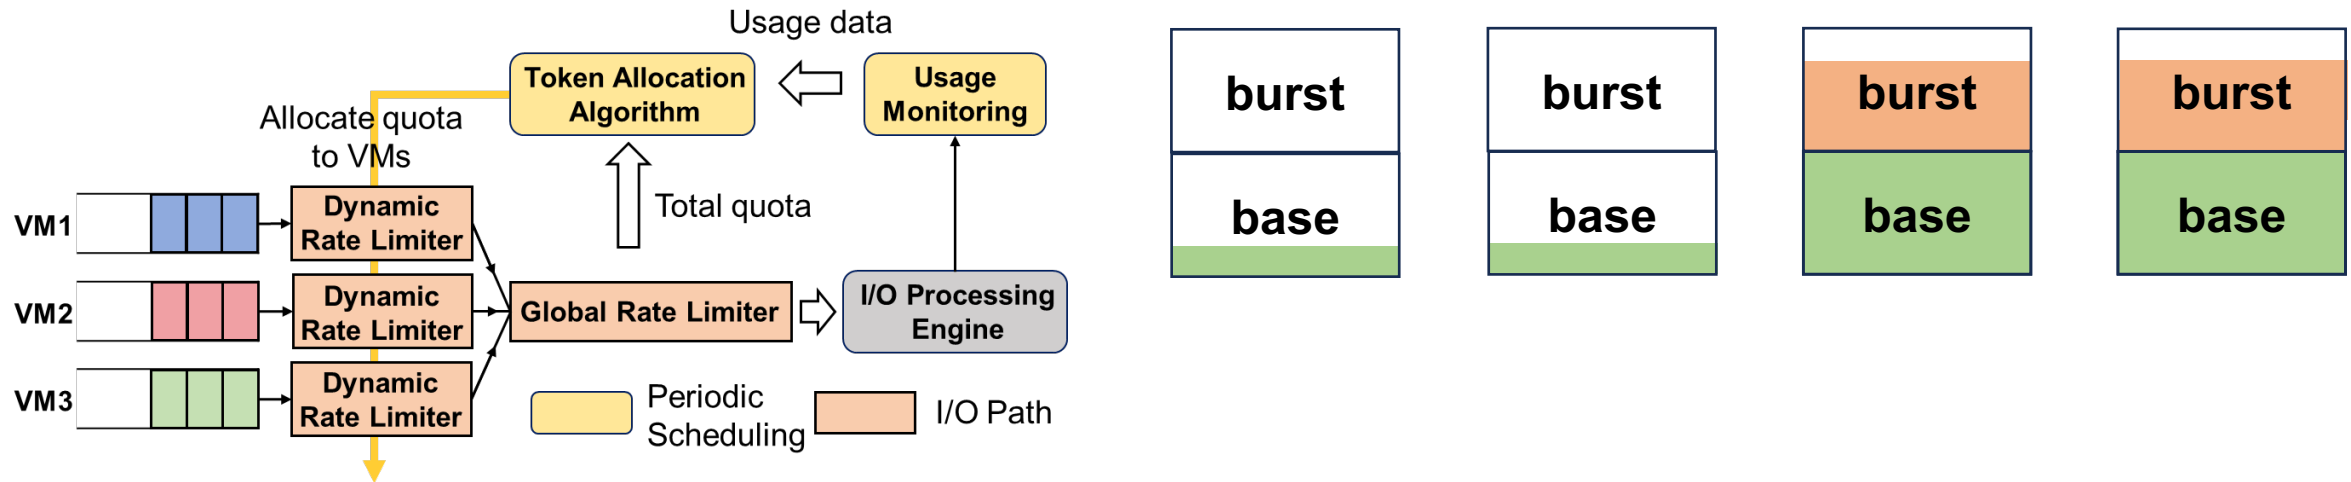 Usage data
Token Allocation
Algorithm
Usage
Monitoring
Allocate quota
to VMs
Total quota
VM1
Dynamic
Rate Limiter
VM2
Dynamic
Rate Limiter
VM3
Dynamic
Rate Limiter
Global Rate Limiter
I/O Processing
Engine
Periodic
Scheduling
I/O Path
burst
base
burst
base
burst
base
burst
base